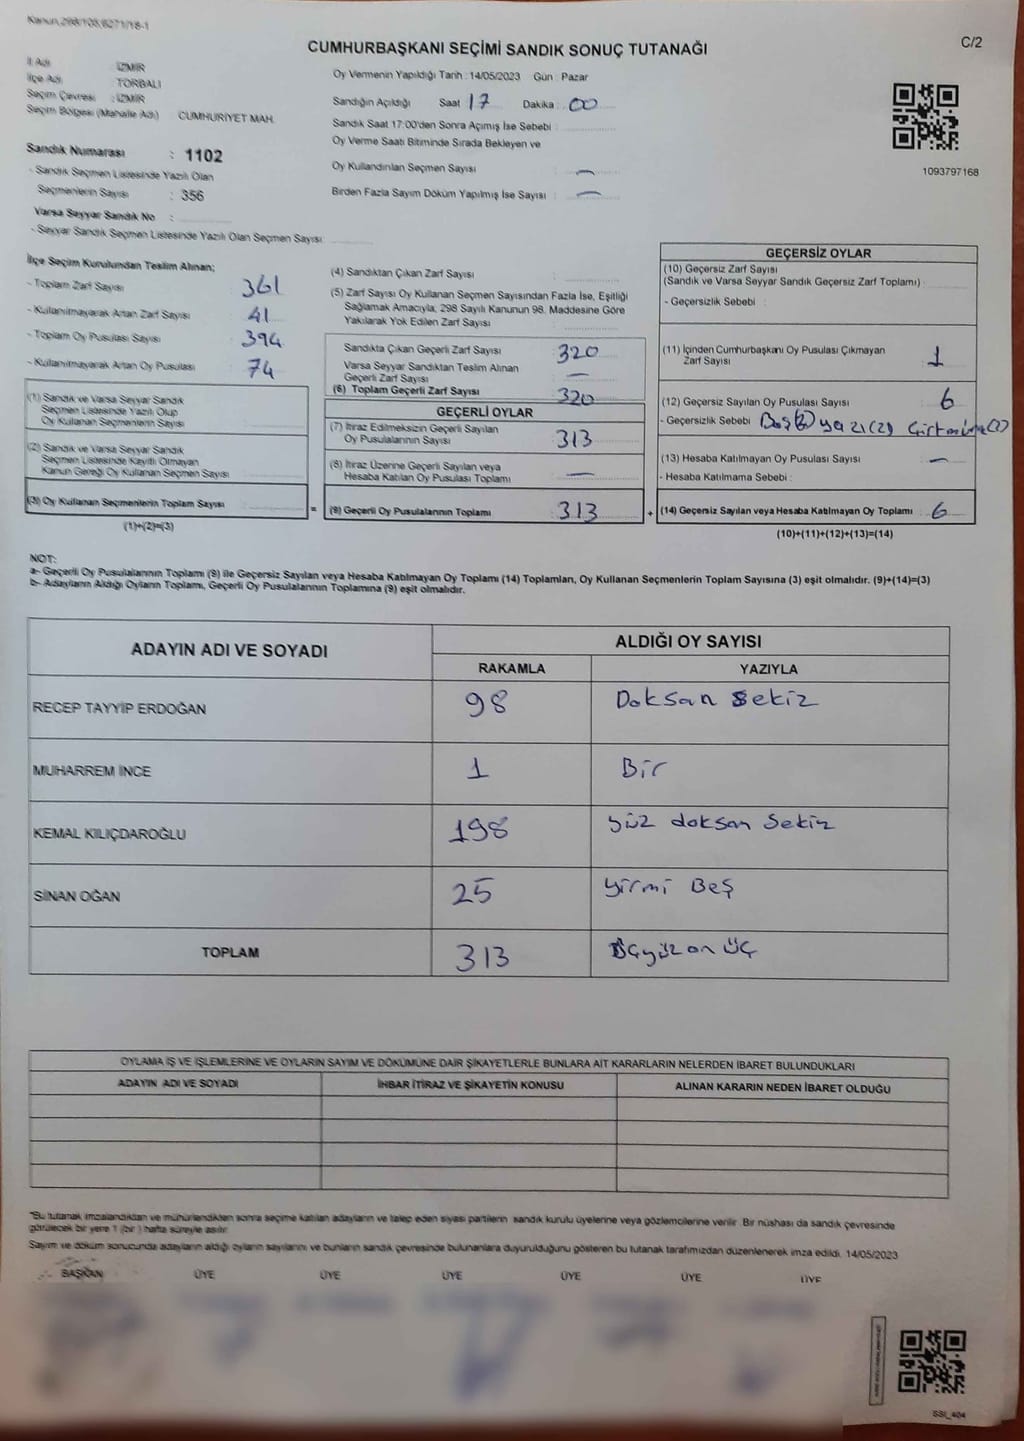 Kanun,298/105,6271/18-1
C/2
CUMHURBAŞKANI SEÇİMİ SANDIK SONUÇ TUTANAĞI
İl Adı İZMİR
İlçe Adı TORBALI
Seçim Çevresi : İZMİR
Seçim Bölgesi (Mahalle Adı) CUMHURİYET MAH.
Sandık Numarası : 1102
- Sandık Seçmen Listesinde Yazılı Olan
Seçmenlerin Sayısı : 356
Varsa Seyyar Sandık No :
- Seyyar Sandık Seçmen Listesinde Yazılı Olan Seçmen Sayısı:
Oy Vermenin Yapıldığı Tarih : 14/05/2023 Gün : Pazar
Sandığın Açıldığı Saat 17 Dakika : 00
Sandık Saat 17:00'den Sonra Açımış İse Sebebi :
Oy Verme Saati Bitiminde Sırada Bekleyen ve
Oy Kullandırılan Seçmen Sayısı : —
Birden Fazla Sayım Döküm Yapılmış İse Sayısı : —
1093797168
İlçe Seçim Kurulundan Teslim Alınan;
- Toplam Zarf Sayısı 361
- Kullanılmayarak Artan Zarf Sayısı 41
- Toplam Oy Pusulası Sayısı 394
- Kullanılmayarak Artan Oy Pusulası 74
(1) Sandık ve Varsa Seyyar Sandık
Seçmen Listesinde Yazılı Olup
Oy Kullanan Seçmenlerin Sayısı
(2) Sandık ve Varsa Seyyar Sandık
Seçmen Listesinde Kayıtlı Olmayan
Kanun Gereği Oy Kullanan Seçmen Sayısı
(3) Oy Kullanan Seçmenlerin Toplam Sayısı =
(1)+(2)=(3)
(4) Sandıktan Çıkan Zarf Sayısı :
(5) Zarf Sayısı Oy Kullanan Seçmen Sayısından Fazla İse, Eşitliği
Sağlamak Amacıyla, 298 Sayılı Kanunun 98. Maddesine Göre
Yakılarak Yok Edilen Zarf Sayısı :
Sandıkta Çıkan Geçerli Zarf Sayısı 320
Varsa Seyyar Sandıktan Teslim Alınan
Geçerli Zarf Sayısı —
(6) Toplam Geçerli Zarf Sayısı 320
GEÇERLİ OYLAR
(7) İtiraz Edilmeksizin Geçerli Sayılan
Oy Pusulalarının Sayısı 313
(8) İtiraz Üzerine Geçerli Sayılan veya
Hesaba Katılan Oy Pusulası Toplamı —
(9) Geçerli Oy Pusulalarının Toplamı 313 +
GEÇERSİZ OYLAR
(10) Geçersiz Zarf Sayısı
(Sandık ve Varsa Seyyar Sandık Geçersiz Zarf Toplamı) :
- Geçersizlik Sebebi :
(11) İçinden Cumhurbaşkanı Oy Pusulası Çıkmayan
Zarf Sayısı 1
(12) Geçersiz Sayılan Oy Pusulası Sayısı 6
- Geçersizlik Sebebi yazı(2)
(13) Hesaba Katılmayan Oy Pusulası Sayısı —
- Hesaba Katılmama Sebebi :
(14) Geçersiz Sayılan veya Hesaba Katılmayan Oy Toplamı 6
(10)+(11)+(12)+(13)=(14)
NOT:
a- Geçerli Oy Pusulalarının Toplamı (9) ile Geçersiz Sayılan veya Hesaba Katılmayan Oy Toplamı (14) Toplamları, Oy Kullanan Seçmenlerin Toplam Sayısına (3) eşit olmalıdır. (9)+(14)=(3)
b- Adayların Aldığı Oyların Toplamı, Geçerli Oy Pusulalarının Toplamına (9) eşit olmalıdır.
ADAYIN ADI VE SOYADI ALDIĞI OY SAYISI
RAKAMLA YAZIYLA
RECEP TAYYİP ERDOĞAN 98 Doksan Sekiz
MUHARREM İNCE 1 Bir
KEMAL KILIÇDAROĞLU 198 yüz doksan Sekiz
SİNAN OĞAN 25 yirmi Beş
TOPLAM 313 Üçyüz on üç
OYLAMA İŞ VE İŞLEMLERİNE VE OYLARIN SAYIM VE DÖKÜMÜNE DAİR ŞİKAYETLERLE BUNLARA AİT KARARLARIN NELERDEN İBARET BULUNDUKLARI
ADAYIN ADI VE SOYADI İHBAR İTİRAZ VE ŞİKAYETİN KONUSU ALINAN KARARIN NEDEN İBARET OLDUĞU
"Bu tutanak imzalandıktan ve mühürlendikten sonra seçime katılan adayların ve talep eden siyasi partilerin sandık kurulu üyelerine veya gözlemcilerine verilir. Bir nüshası da sandık çevresinde
görülecek bir yere 1 (bir) hafta süreyle asılır.
Sayım ve döküm sonucunda adayların aldığı oyların sayılarını ve bunların sandık çevresinde bulunanlara duyurulduğunu gösteren bu tutanak tarafımızdan düzenlenerek imza edildi. 14/05/2023
BAŞKAN ÜYE ÜYE ÜYE ÜYE ÜYE ÜYE
SSI_404